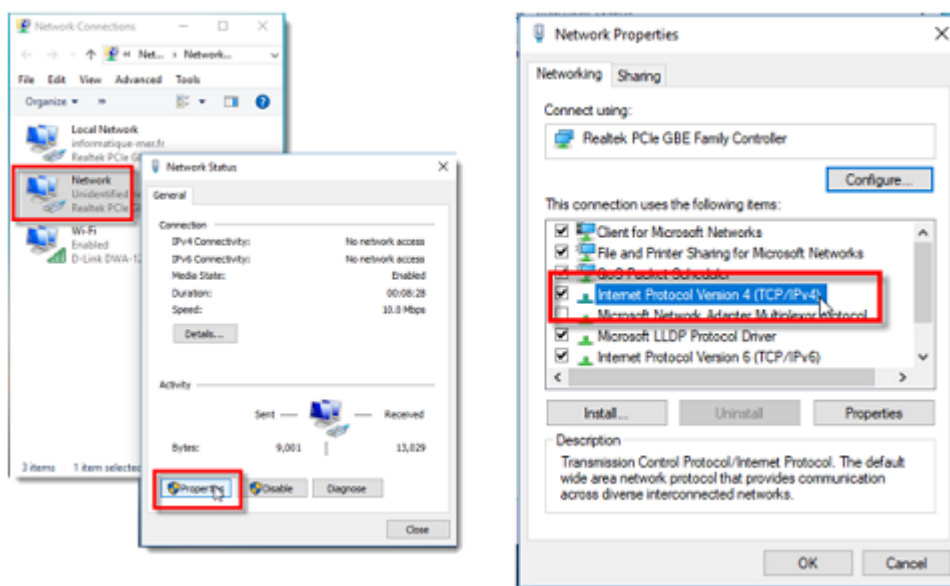 Network Connections
Net... > Network...
File Edit View Advanced Tools
Organize
Local Network
informatique-mer.fr
Realtek PCIe G
Network
Unidentified
Realtek PCIe
Wi-Fi
Enabled
D-Link DWA-12
3 items 1 item selected
Network Status
General
Connection
IPv4 Connectivity: No network access
IPv6 Connectivity: No network access
Media State: Enabled
Duration: 00:08:28
Speed: 10.0 Mbps
Details...
Activity
Sent Received
Bytes: 9,001 13,029
Properties Disable Diagnose
Close
Network Properties
Networking Sharing
Connect using:
Realtek PCIe GBE Family Controller
Configure...
This connection uses the following items:
Client for Microsoft Networks
File and Printer Sharing for Microsoft Networks
QoS Packet Scheduler
Internet Protocol Version 4 (TCP/IPv4)
Microsoft Network Adapter Multiplexor Protocol
Microsoft LLDP Protocol Driver
Internet Protocol Version 6 (TCP/IPv6)
Install... Uninstall Properties
Description
Transmission Control Protocol/Internet Protocol. The default
wide area network protocol that provides communication
across diverse interconnected networks.
OK Cancel